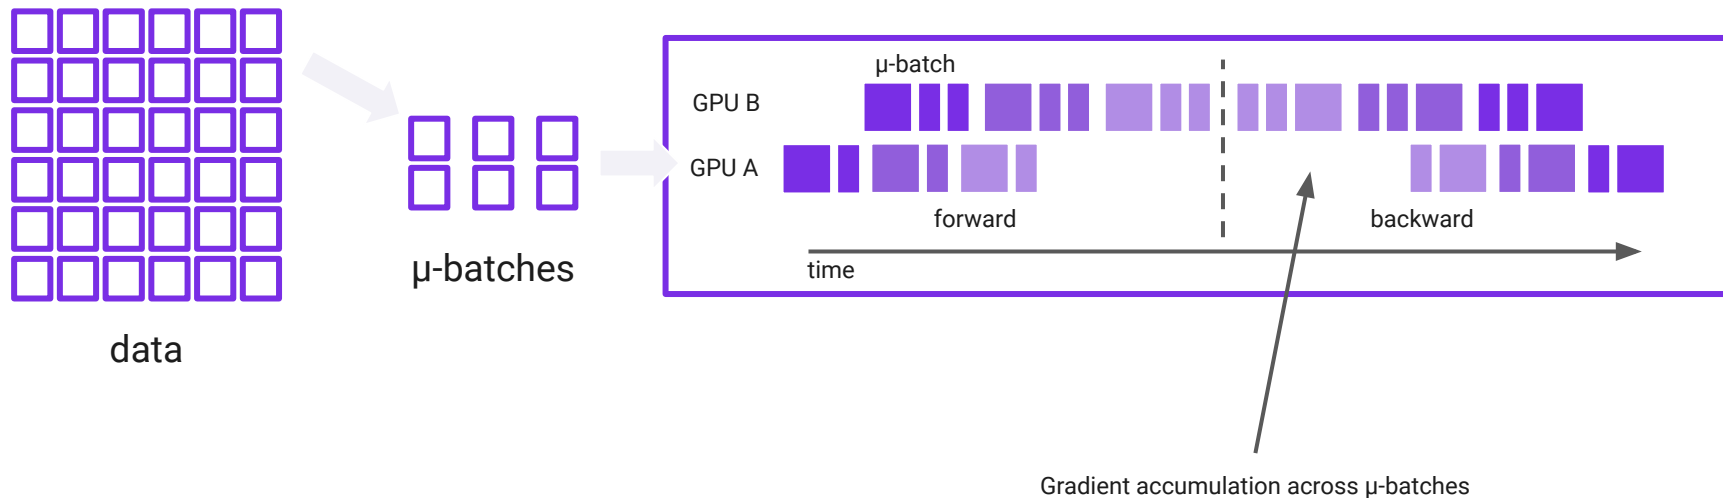 data
μ-batches
μ-batch
GPU B
GPU A
forward
backward
time
Gradient accumulation across μ-batches